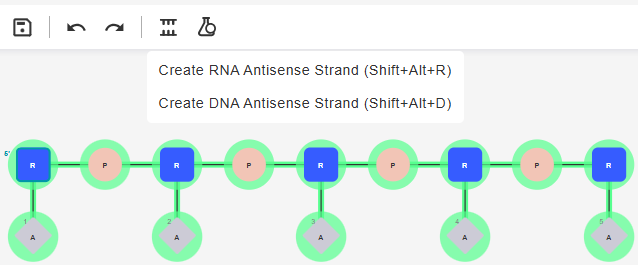 Create RNA Antisense Strand (Shift+Alt+R)
Create DNA Antisense Strand (Shift+Alt+D)
5'
R P R P R P R P R
1 2 3 4 5
A A A A A